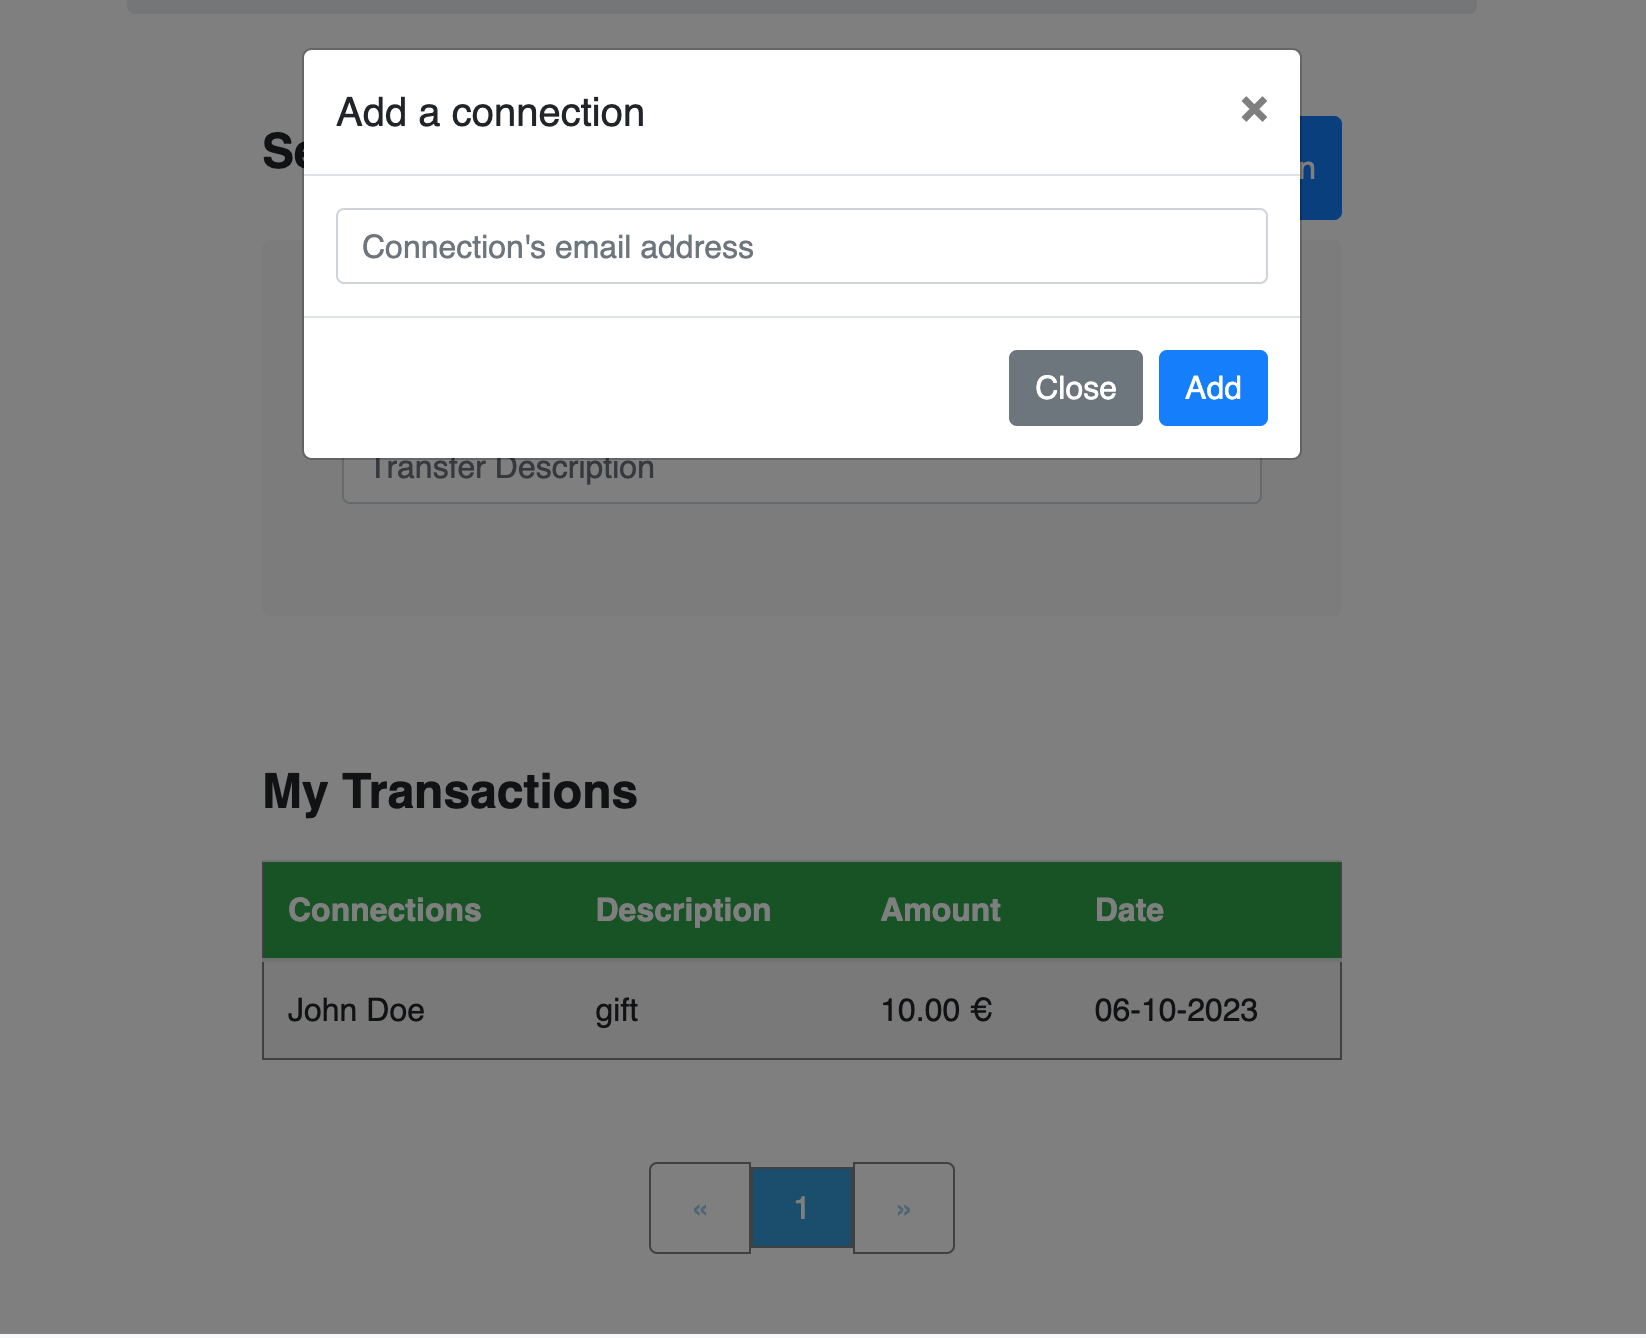 Add a connection ×
Se
n
Connection's email address
Close Add
Transfer Description
My Transactions
Connections Description Amount Date
John Doe gift 10.00 € 06-10-2023
« 1 »